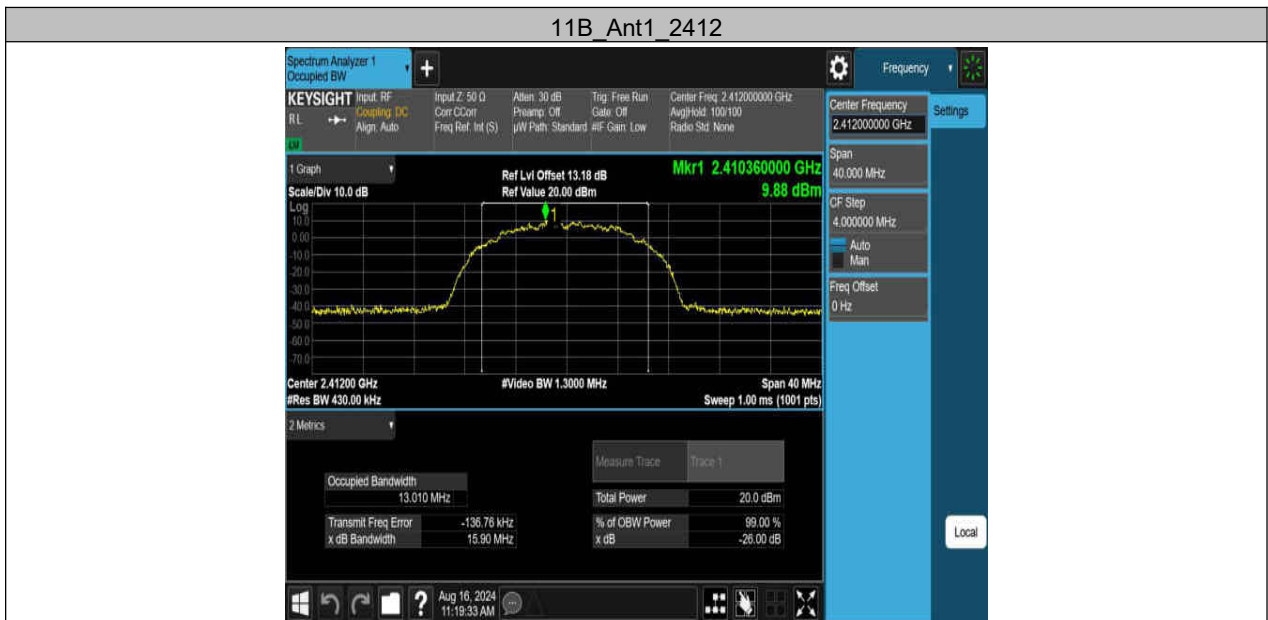 11B_Ant1_2412
Spectrum Analyzer 1
Occupied BW
+
Frequency
KEYSIGHT
RL
LXI
Input: RF
Coupling: DC
Align: Auto
Input Z: 50 Ω
Corr CCorr
Freq Ref: Int (S)
Atten: 30 dB
Preamp: Off
µW Path: Standard
Trig: Free Run
Gate: Off
#IF Gain: Low
Center Freq: 2.412000000 GHz
Avg|Hold: 100/100
Radio Std: None
Center Frequency
2.412000000 GHz
Settings
Span
40.000 MHz
CF Step
4.000000 MHz
Auto
Man
Freq Offset
0 Hz
Local
1 Graph
Scale/Div 10.0 dB
Ref Lvl Offset 13.18 dB
Ref Value 20.00 dBm
Mkr1 2.410360000 GHz
9.88 dBm
Log
10.0
0.00
-10.0
-20.0
-30.0
-40.0
-50.0
-60.0
-70.0
1
Center 2.41200 GHz
#Res BW 430.00 kHz
#Video BW 1.3000 MHz
Span 40 MHz
Sweep 1.00 ms (1001 pts)
2 Metrics
Measure Trace Trace 1
Occupied Bandwidth
13.010 MHz
Total Power 20.0 dBm
Transmit Freq Error -136.76 kHz
% of OBW Power 99.00 %
x dB Bandwidth 15.90 MHz
x dB -26.00 dB
?
Aug 16, 2024
11:19:33 AM